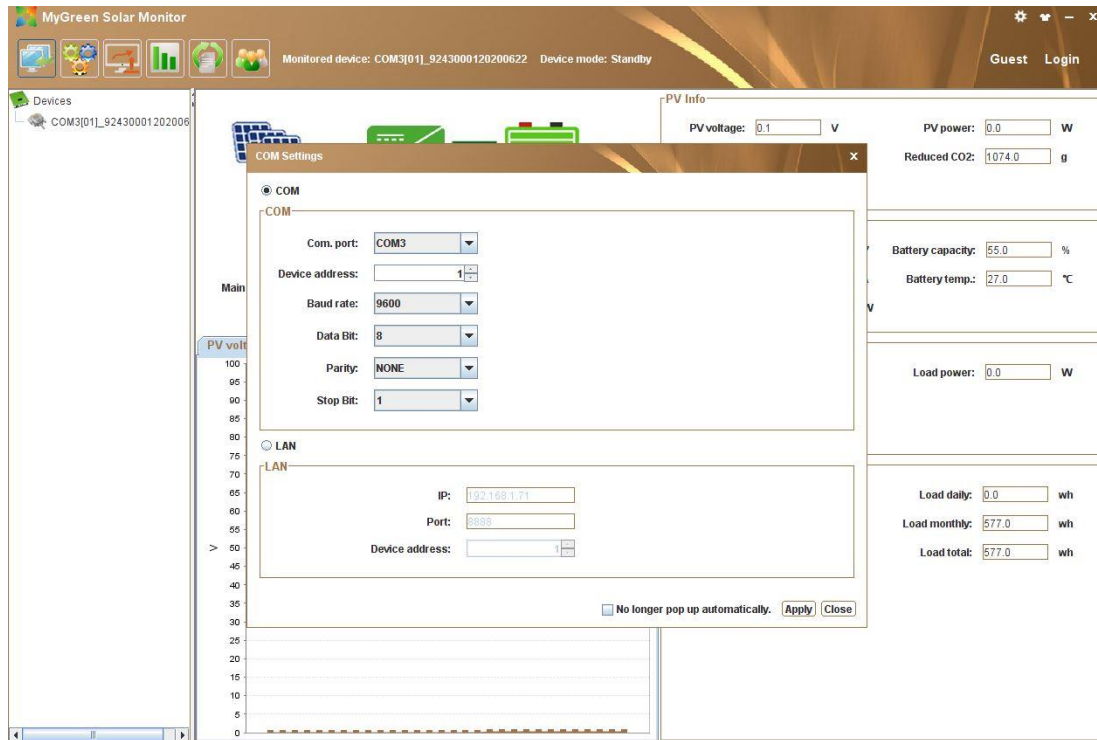 MyGreen Solar Monitor
Monitored device: COM3[01]_9243000120200622 Device mode: Standby
Guest Login
Devices
COM3[01]_92430001202006
PV Info
PV voltage: 0.1 V PV power: 0.0 W
Reduced CO2: 1074.0 g
COM Settings x
COM
COM
Com. port: COM3
Device address: 1
Baud rate: 9600
Data Bit: 8
Parity: NONE
Stop Bit: 1
LAN
LAN
IP: 192.168.1.71
Port: 8888
Device address: 1
No longer pop up automatically. Apply Close
Battery capacity: 55.0 %
Battery temp.: 27.0 ℃
W
Load power: 0.0 W
Load daily: 0.0 wh
Load monthly: 577.0 wh
Load total: 577.0 wh
Main
PV volt
100
95
90
85
80
75
70
65
60
55
V 50
45
40
35
30
25
20
15
10
5
0